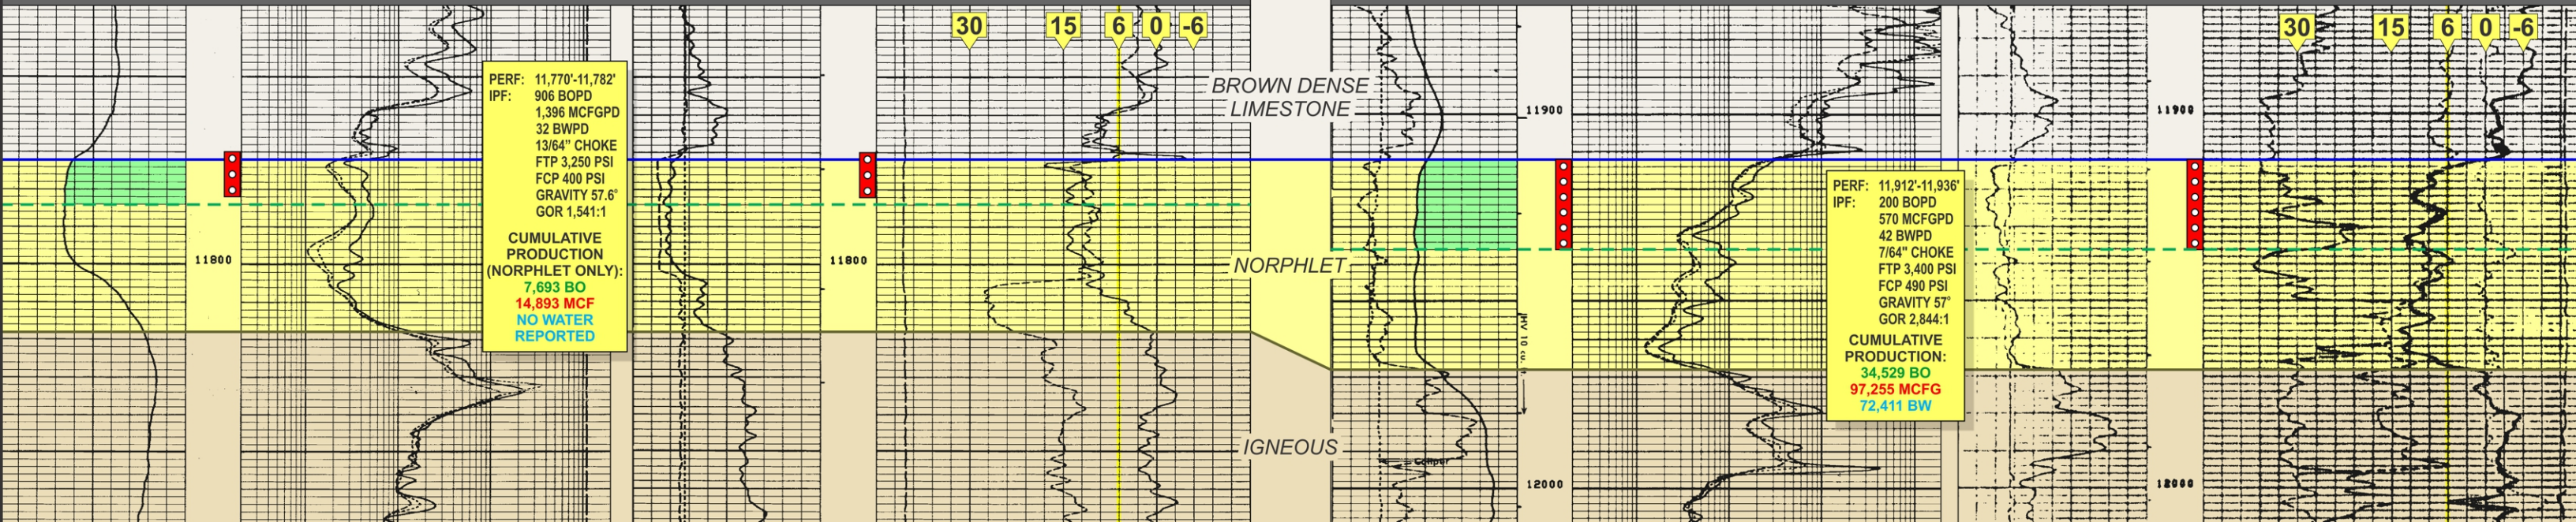 30
15
6
0
-6
30
15
6
0
-6
BROWN DENSE
LIMESTONE
11900
11900
PERF: 11,770'-11,782'
IPF: 906 BOPD
1,396 MCFGPD
32 BWPD
13/64" CHOKE
FTP 3,250 PSI
FCP 400 PSI
GRAVITY 57.6°
GOR 1,541:1
CUMULATIVE
PRODUCTION
(NORPHLET ONLY):
7,693 BO
14,893 MCF
NO WATER
REPORTED
PERF: 11,912'-11,936'
IPF: 200 BOPD
570 MCFGPD
42 BWPD
7/64" CHOKE
FTP 3,400 PSI
FCP 490 PSI
GRAVITY 57°
GOR 2,844:1
CUMULATIVE
PRODUCTION:
34,529 BO
97,255 MCFG
72,411 BW
11800
11800
NORPHLET
IGNEOUS
Caliper
12000
12000